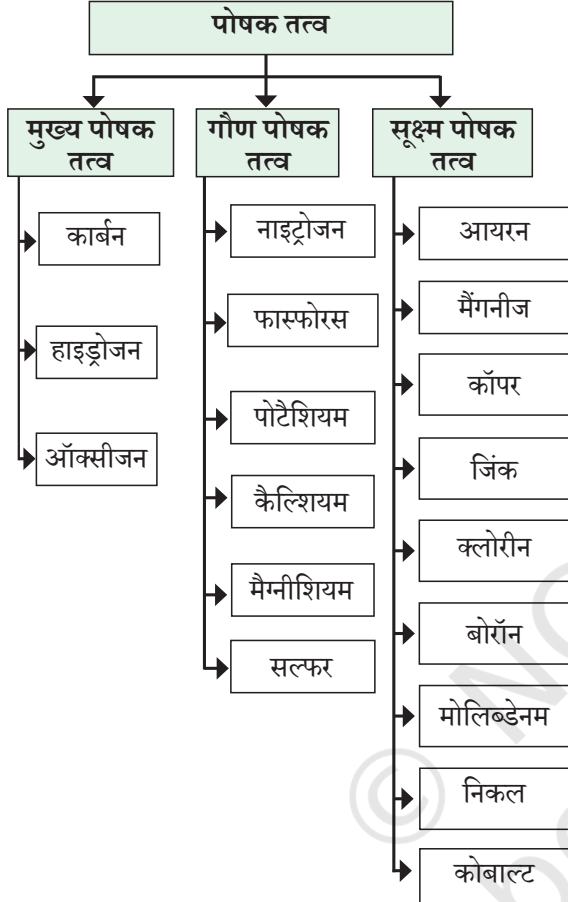 पोषक तत्व
मुख्य पोषक
तत्व
कार्बन
हाइड्रोजन
ऑक्सीजन
गौण पोषक
तत्व
नाइट्रोजन
फास्फोरस
पोटैशियम
कैल्शियम
मैग्नीशियम
सल्फर
सूक्ष्म पोषक
तत्व
आयरन
मैंगनीज
कॉपर
जिंक
क्लोरीन
बोरॉन
मोलिब्डेनम
निकल
कोबाल्ट